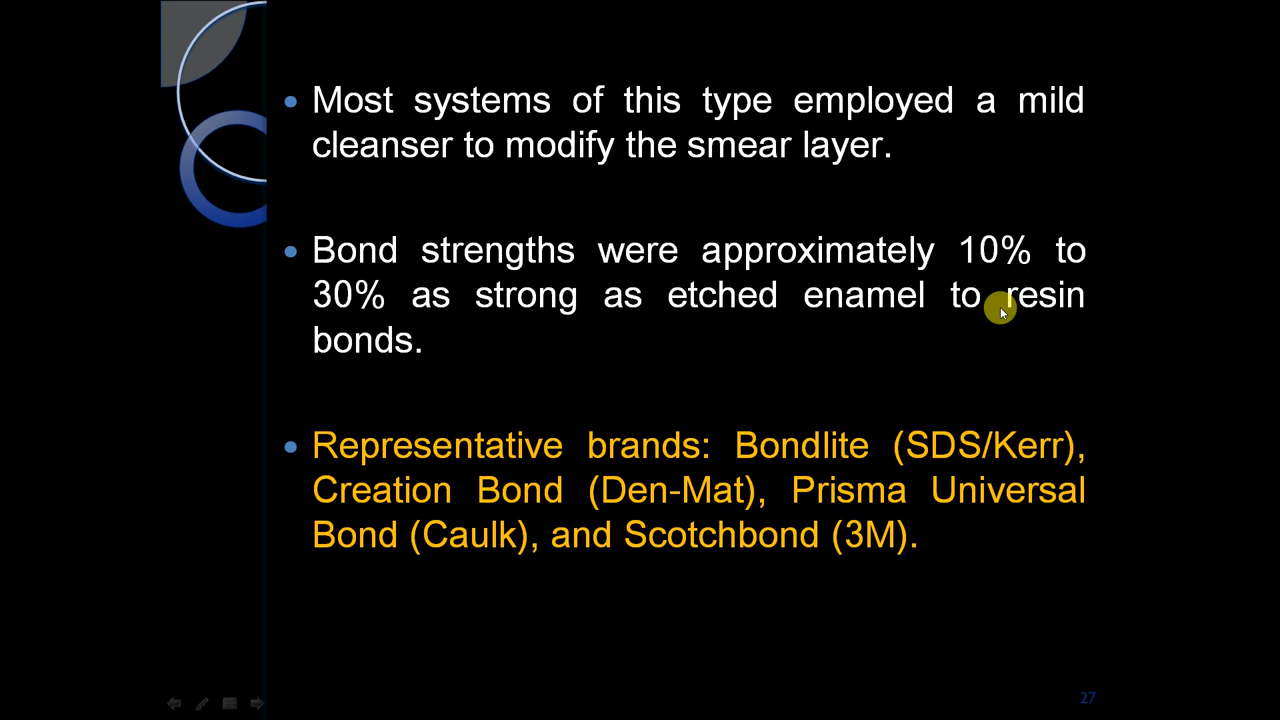 Most systems of this type employed a mild
cleanser to modify the smear layer.
Bond strengths were approximately 10% to
30% as strong as etched enamel to resin
bonds.
Representative brands: Bondlite (SDS/Kerr),
Creation Bond (Den-Mat), Prisma Universal
Bond (Caulk), and Scotchbond (3M).
27